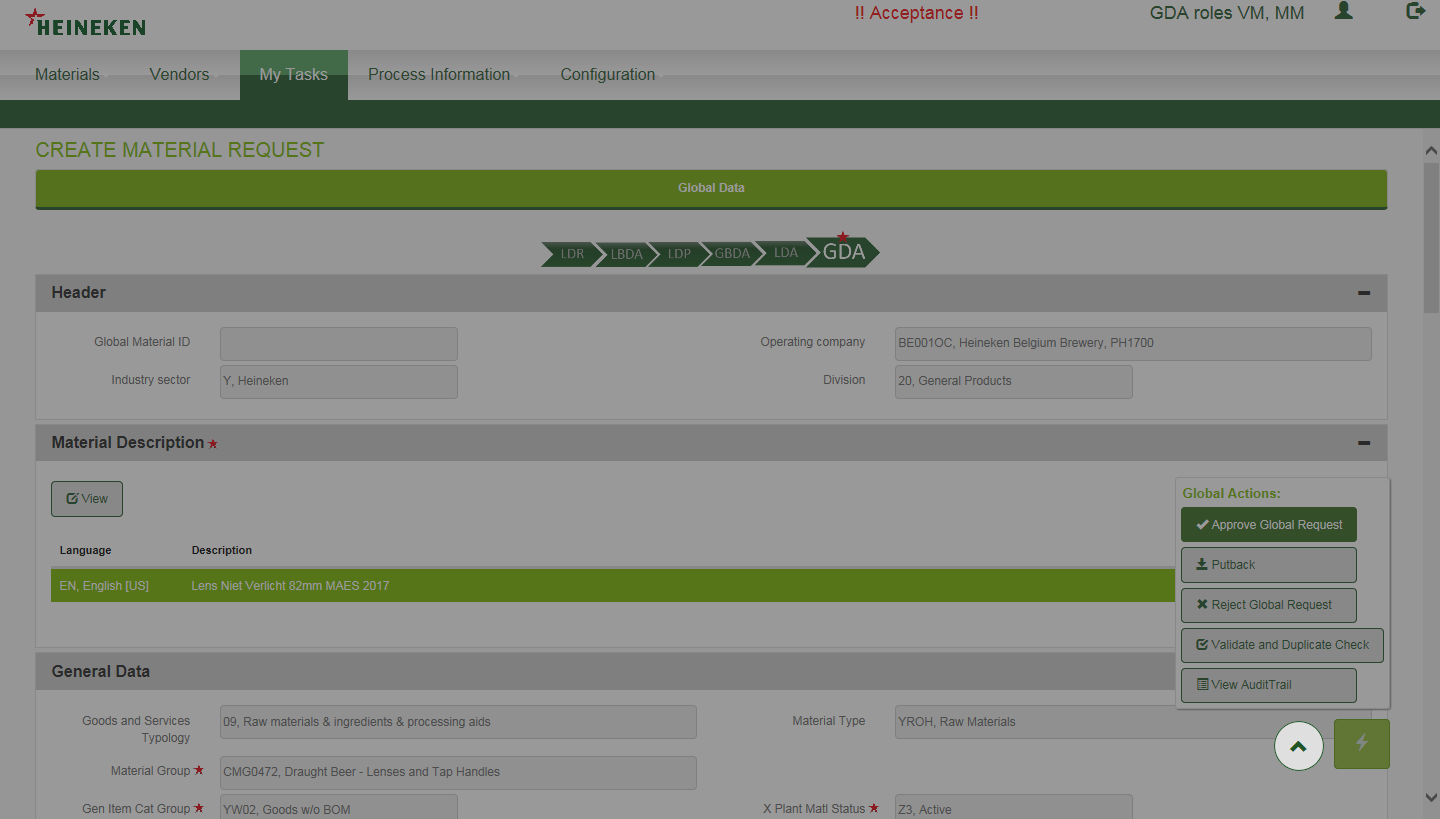 HEINEKEN
!! Acceptance !!
GDA roles VM, MM
Materials
Vendors
My Tasks
Process Information
Configuration
CREATE MATERIAL REQUEST
Global Data
LDR
LBDA
LDP
GBDA
LDA
GDA
Header
Global Material ID
Operating company
BE001OC, Heineken Belgium Brewery, PH1700
Industry sector
Y, Heineken
Division
20, General Products
Material Description
View
Language
Description
EN, English [US]
Lens Niet Verlicht 82mm MAES 2017
Global Actions:
Approve Global Request
Putback
Reject Global Request
Validate and Duplicate Check
View AuditTrail
General Data
Goods and Services
Typology
09, Raw materials & ingredients & processing aids
Material Type
YROH, Raw Materials
Material Group
CMG0472, Draught Beer - Lenses and Tap Handles
Gen Item Cat Group
YW02, Goods w/o BOM
X Plant Matl Status
Z3, Active